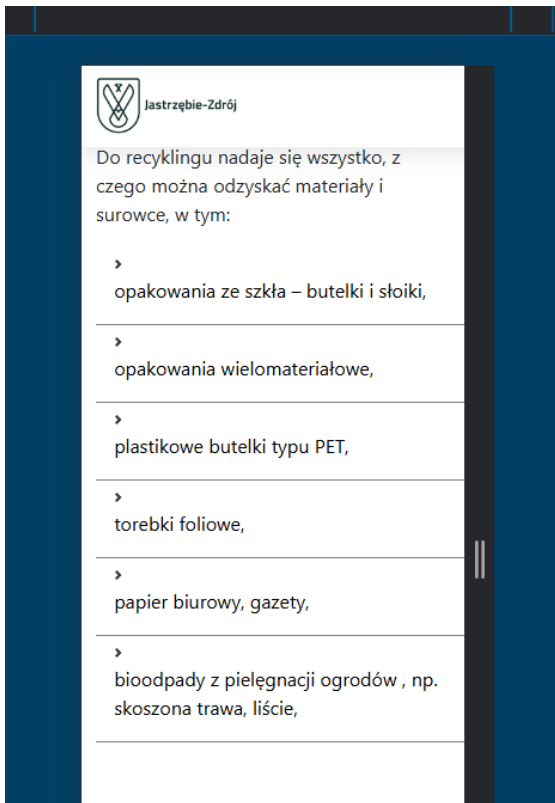 Jastrzębie-Zdrój
Do recyklingu nadaje się wszystko, z
czego można odzyskać materiały i
surowce, w tym:
opakowania ze szkła – butelki i słoiki,
opakowania wielomateriałowe,
plastikowe butelki typu PET,
torebki foliowe,
papier biurowy, gazety,
bioodpady z pielęgnacji ogrodów , np.
skoszona trawa, liście,